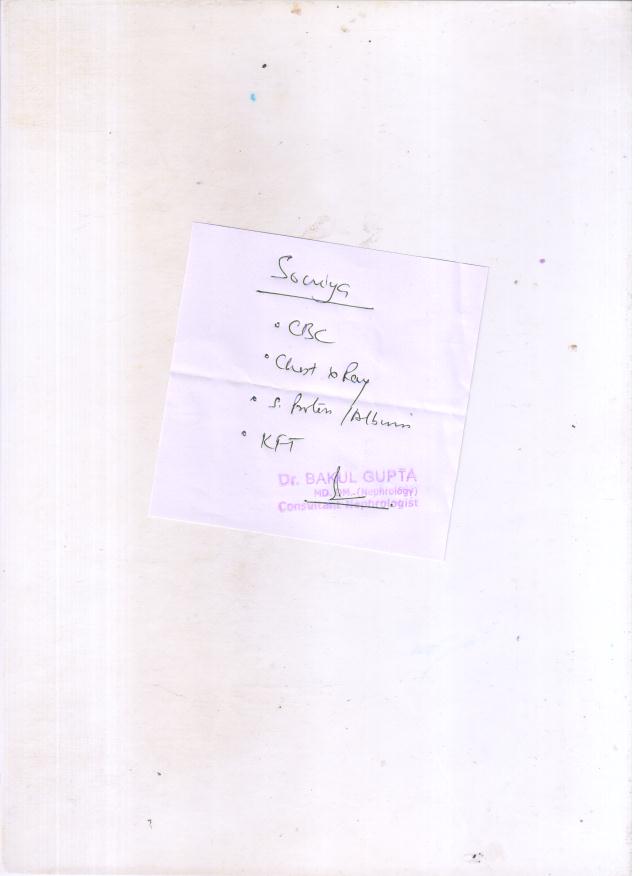 Soumya
• CBC
• Chest x Ray
• S. Protein / Albumin
• KFT
Dr. BAKUL GUPTA
MD. DM. (Nephrology)
Consultant Nephrologist